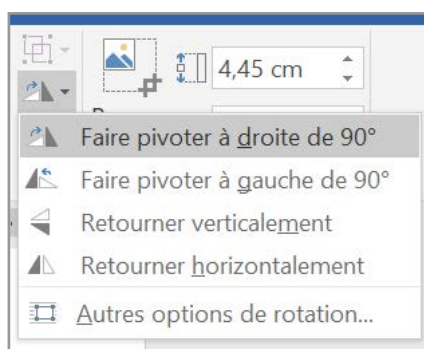 4,45 cm
Faire pivoter à droite de 90°
Faire pivoter à gauche de 90°
Retourner verticalement
Retourner horizontalement
Autres options de rotation...